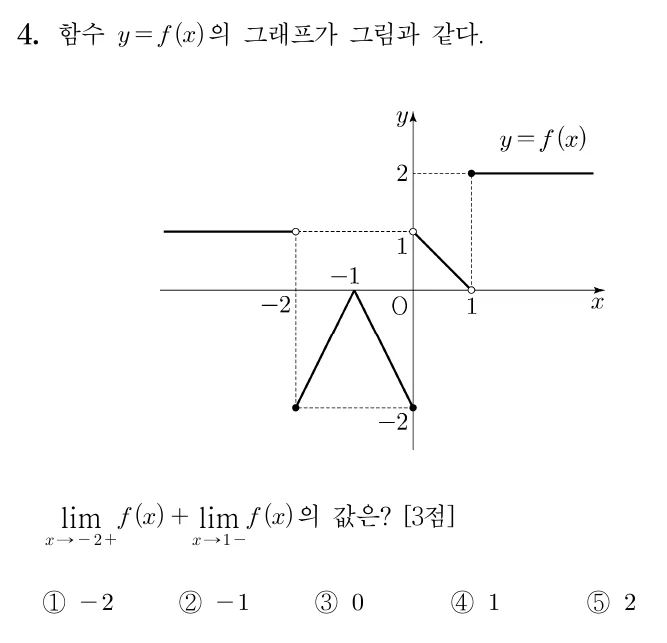 4. 함수 y=f(x)의 그래프가 그림과 같다.
y
y=f(x)
2
1
-1
-2
O
1
x
-2
lim f(x)+ lim f(x)의 값은? [3점]
x→-2+ x→1-
① -2 ② -1 ③ 0 ④ 1 ⑤ 2